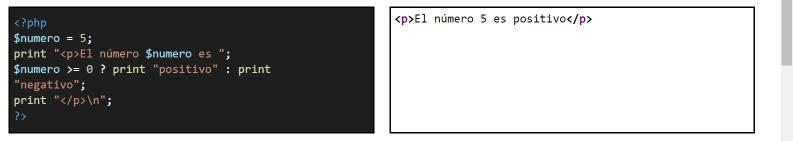 <?php
$numero = 5;
print "<p>El número $numero es ";
$numero >= 0 ? print "positivo" : print
"negativo";
print "</p>\n";
?>
<p>El número 5 es positivo</p>